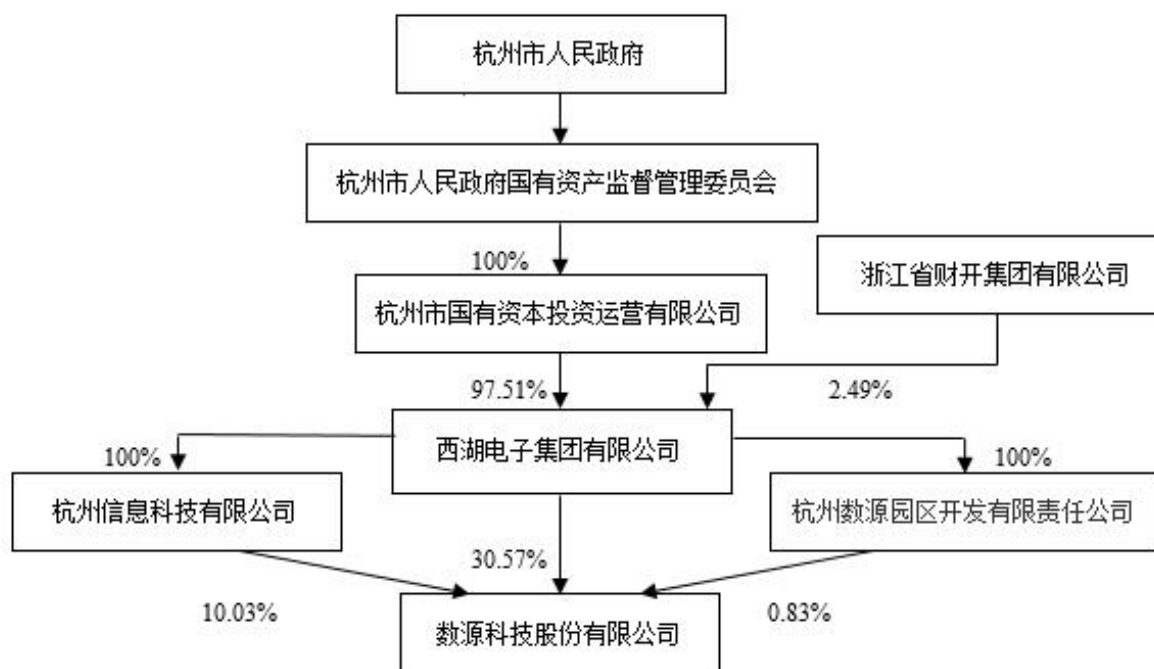 杭州市人民政府
杭州市人民政府国有资产监督管理委员会
100%
浙江省财开集团有限公司
杭州市国有资本投资运营有限公司
97.51%
2.49%
西湖电子集团有限公司
100%
100%
杭州信息科技有限公司
杭州数源园区开发有限责任公司
30.57%
10.03%
0.83%
数源科技股份有限公司